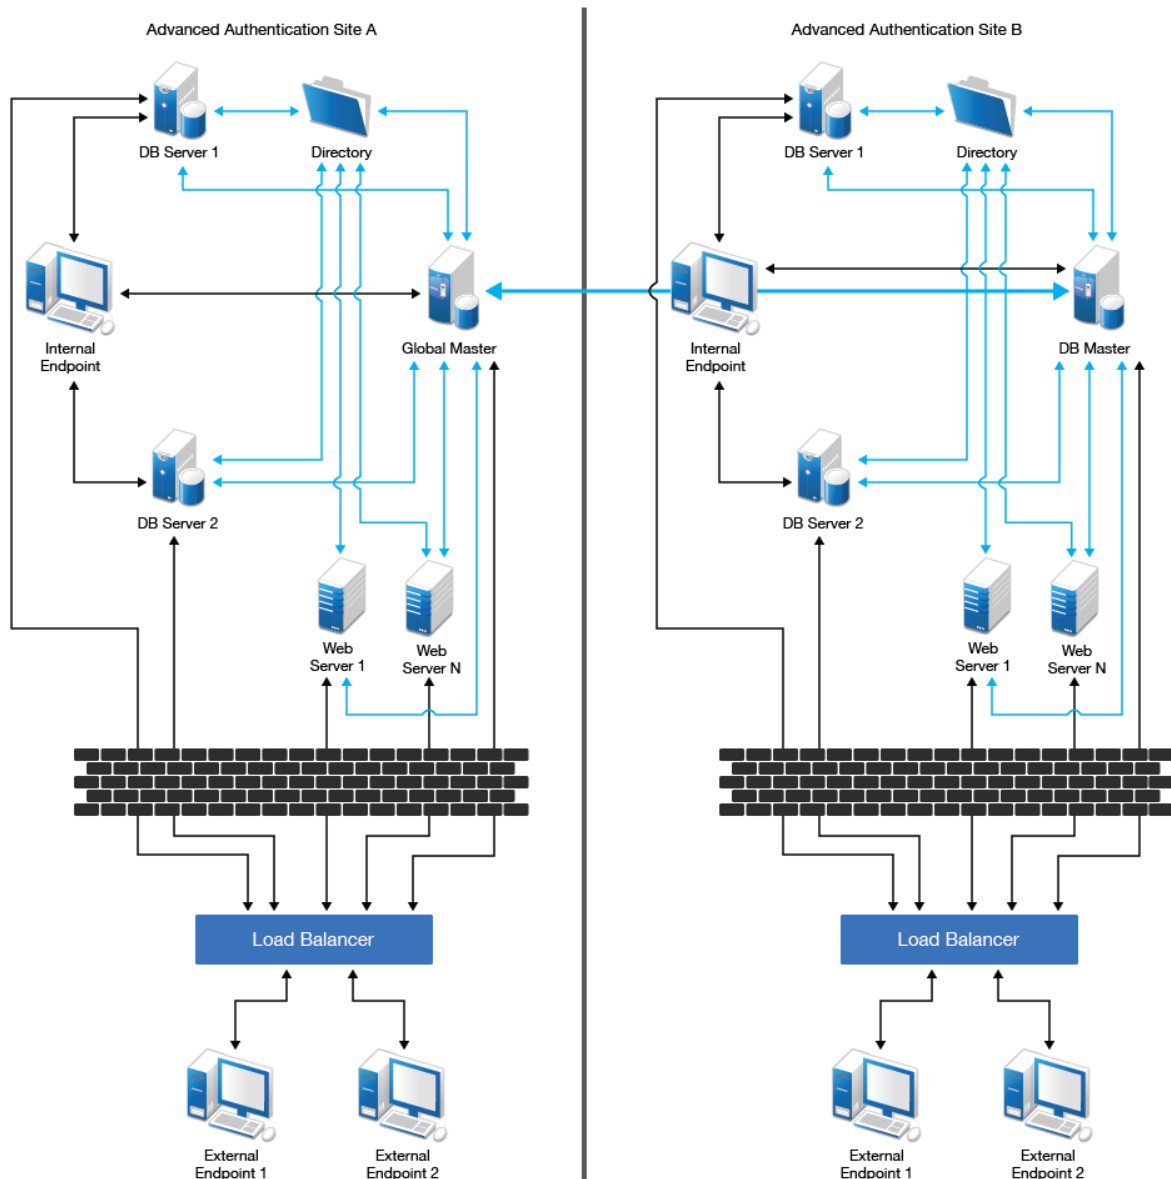 Advanced Authentication Site A
Advanced Authentication Site B
DB Server 1
Directory
DB Server 1
Directory
Internal
Endpoint
Global Master
Internal
Endpoint
DB Master
DB Server 2
DB Server 2
Web
Server 1
Web
Server N
Web
Server 1
Web
Server N
Load Balancer
Load Balancer
External
Endpoint 1
External
Endpoint 2
External
Endpoint 1
External
Endpoint 2